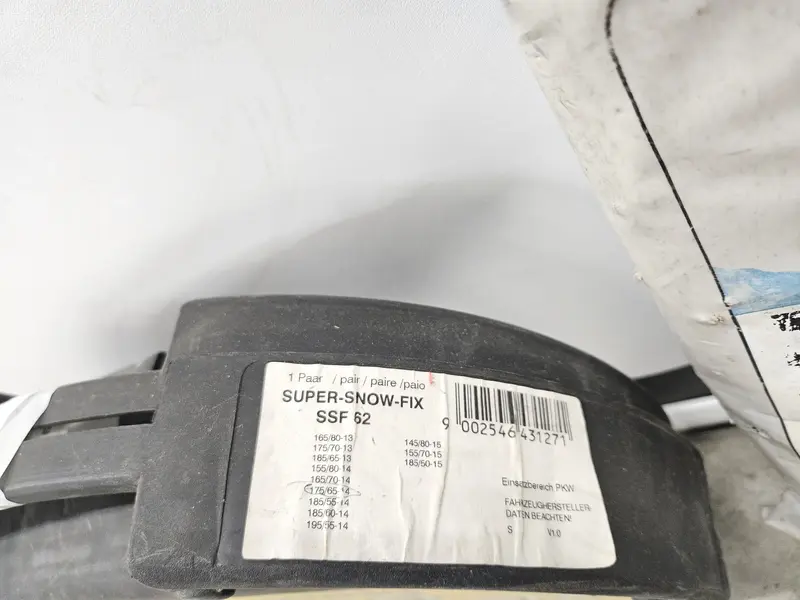 1 Paar / pair / paire /paio
SUPER-SNOW-FIX
SSF 62
165/80-13
175/70-13
185/65-13
155/80-14
165/70-14
175/65-14
185/55-14
185/60-14
195/55-14
145/80-15
155/70-15
185/50-15
9 002546 431271
Einsatzbereich PKW
FAHRZEUGHERSTELLER-
DATEN BEACHTEN!
S V1.0